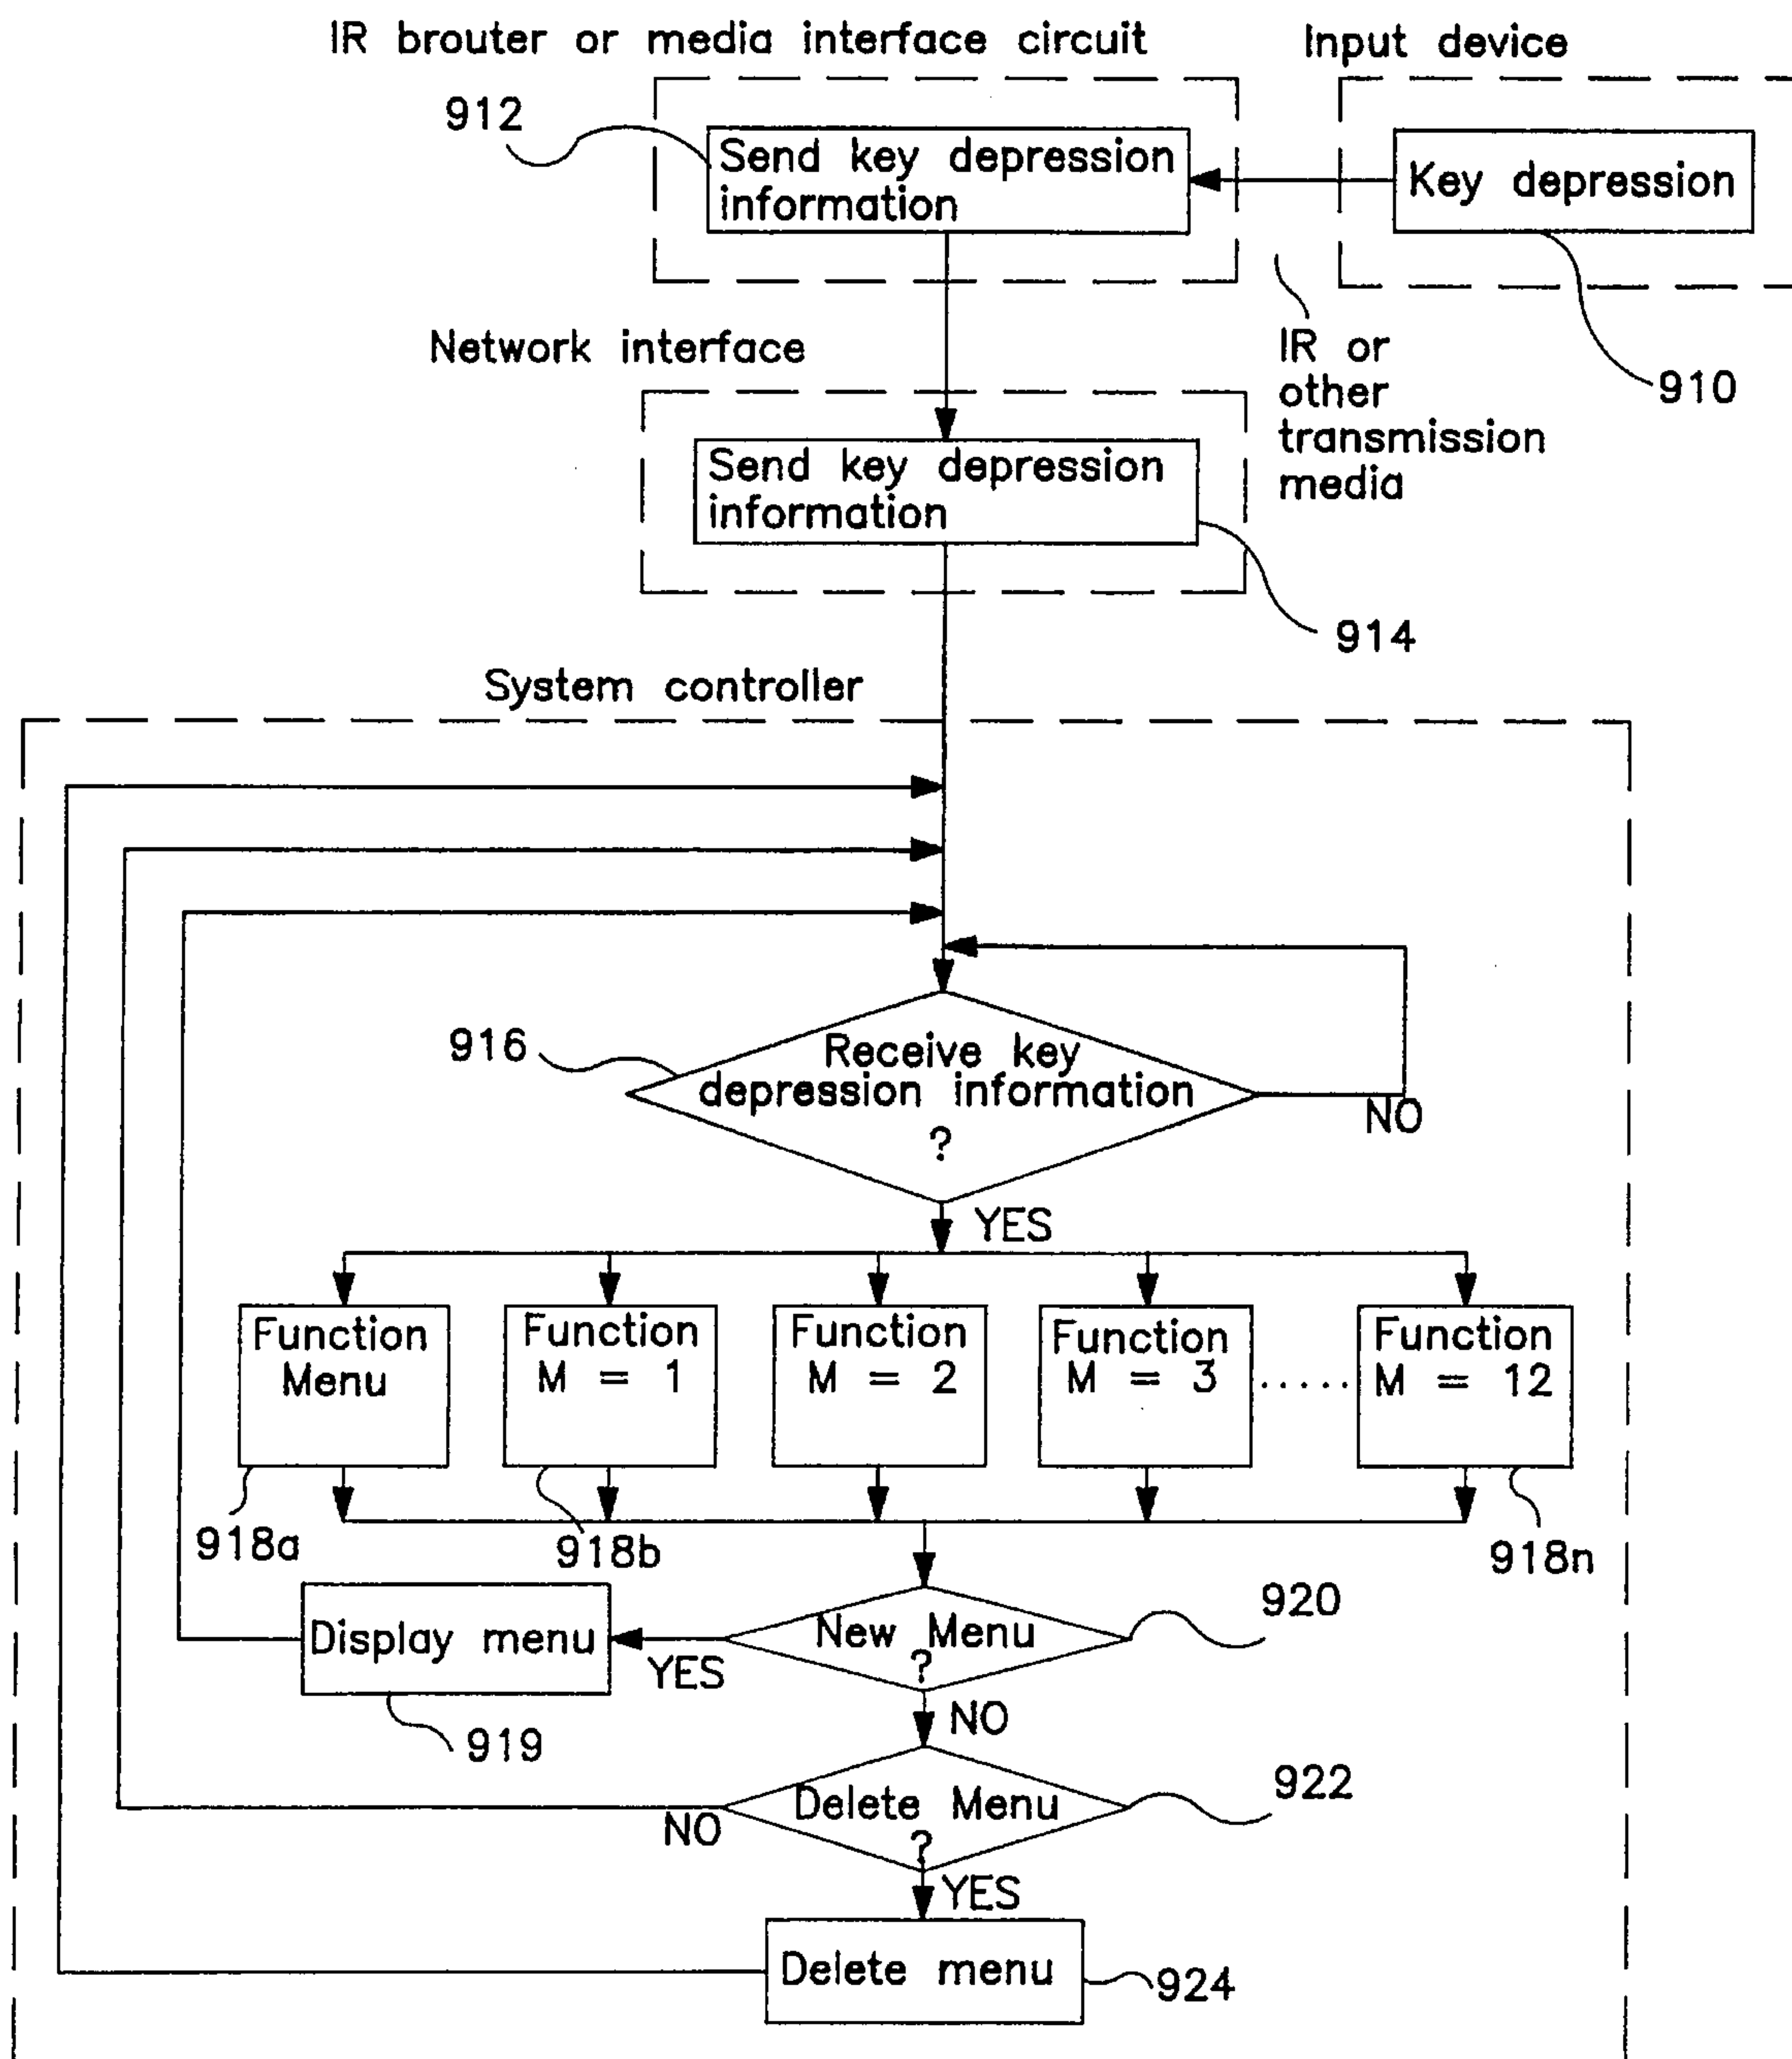 IR brouter or media interface circuit
Input device
912
Send key depression
information
Key depression
Network interface
IR or
other
transmission
media
910
Send key depression
information
914
System controller
916
Receive key
depression information
?
NO
YES
Function
Menu
Function
M = 1
Function
M = 2
Function
M = 3
.....
Function
M = 12
918a
918b
918n
Display menu
YES
New Menu
?
920
919
NO
Delete Menu
?
922
NO
YES
Delete menu
924